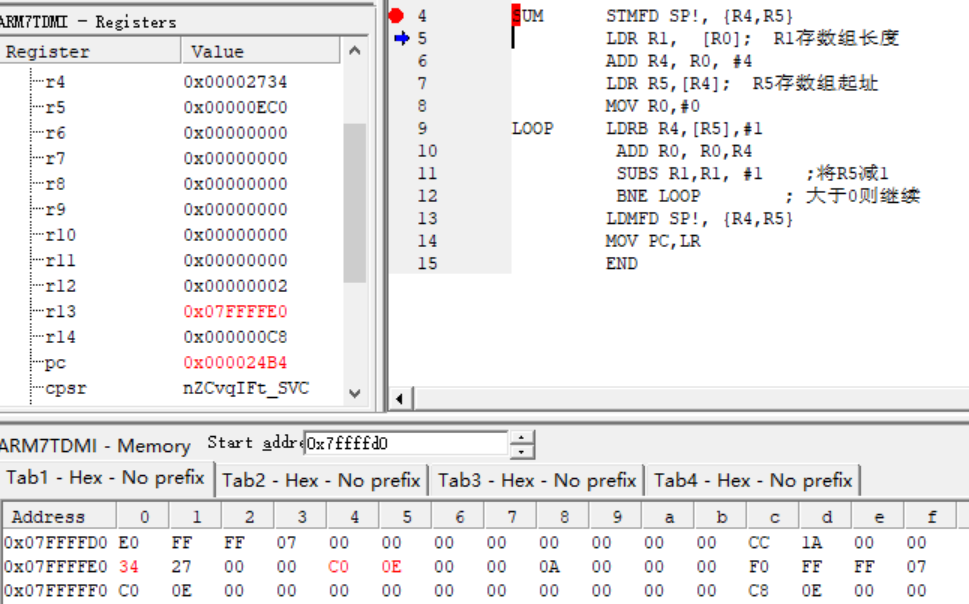 ARM7TDMI - Registers
Register Value
r4 0x00002734
r5 0x00000EC0
r6 0x00000000
r7 0x00000000
r8 0x00000000
r9 0x00000000
r10 0x00000000
r11 0x00000000
r12 0x00000002
r13 0x07FFFFE0
r14 0x000000C8
pc 0x000024B4
cpsr nZCvqIFt_SVC
4 SUM STMFD SP!, {R4,R5}
5 LDR R1, [R0]; R1存数组长度
6 ADD R4, R0, #4
7 LDR R5,[R4]; R5存数组起址
8 MOV R0,#0
9 LOOP LDRB R4,[R5],#1
10 ADD R0, R0,R4
11 SUBS R1,R1, #1 ;将R5减1
12 BNE LOOP ; 大于0则继续
13 LDMFD SP!, {R4,R5}
14 MOV PC,LR
15 END
ARM7TDMI - Memory Start addre 0x7ffffd0
Tab1 - Hex - No prefix Tab2 - Hex - No prefix Tab3 - Hex - No prefix Tab4 - Hex - No prefix
Address 0 1 2 3 4 5 6 7 8 9 a b c d e f
0x07FFFFD0 E0 FF FF 07 00 00 00 00 00 00 00 00 CC 1A 00 00
0x07FFFFE0 34 27 00 00 C0 0E 00 00 0A 00 00 00 F0 FF FF 07
0x07FFFFF0 C0 0E 00 00 00 00 00 00 00 00 00 00 C8 0E 00 00